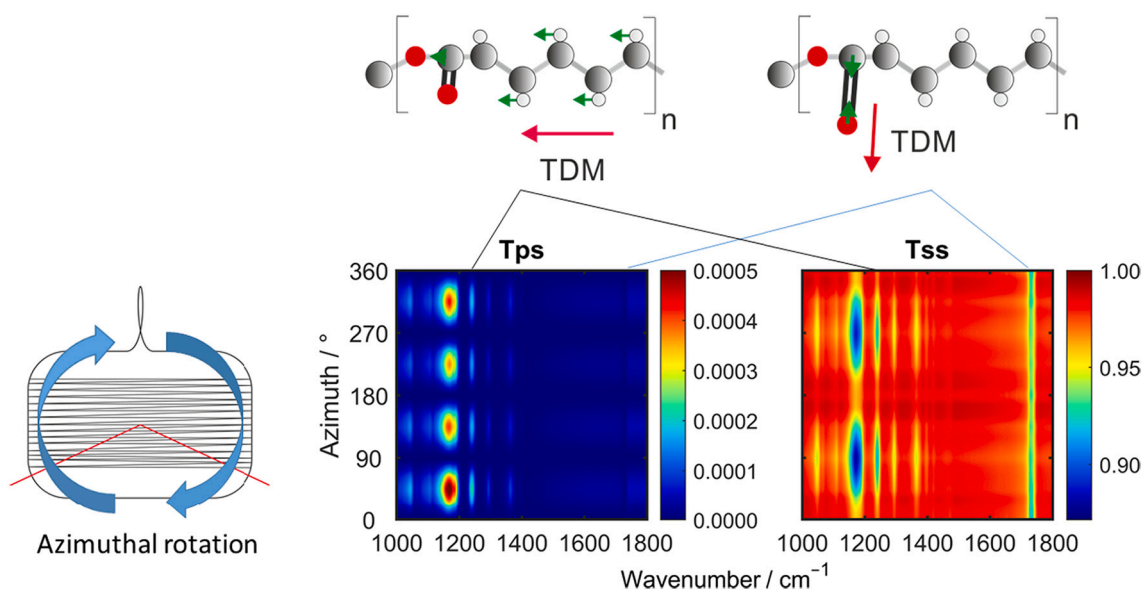 n
n
TDM
TDM
Tps
Tss
360
270
180
90
0
Azimuth / °
1000
1200
1400
1600
1800
0.0005
0.0004
0.0003
0.0002
0.0001
0.0000
1000
1200
1400
1600
1800
1.00
0.95
0.90
Wavenumber / cm⁻¹
Azimuthal rotation